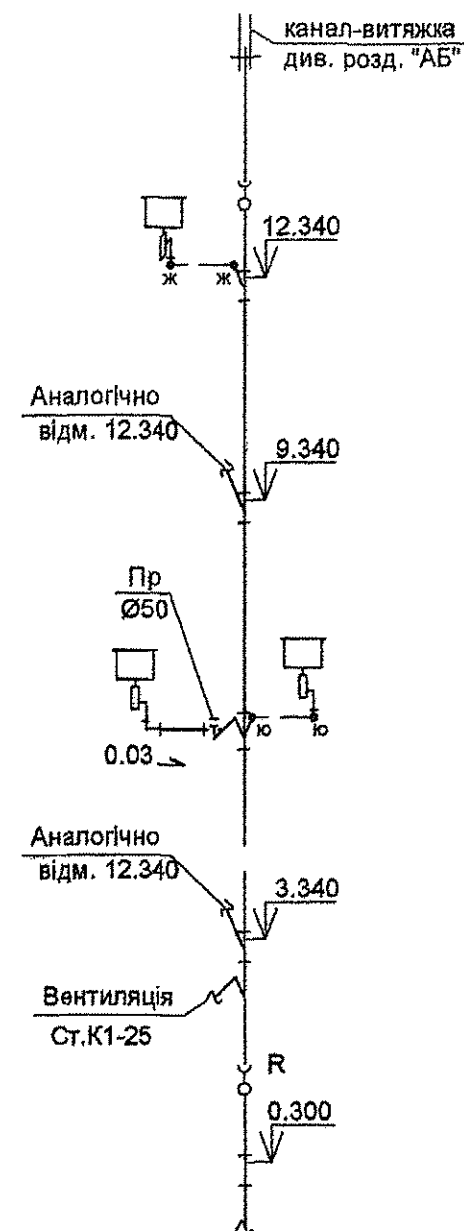 канал-витяжка
див. розд. "АБ"
12.340
ж ж
Аналогічно
відм. 12.340
9.340
Пр
Ø50
т
ю ю
0.03
Аналогічно
відм. 12.340
3.340
Вентиляція
Ст.К1-25
R
0.300